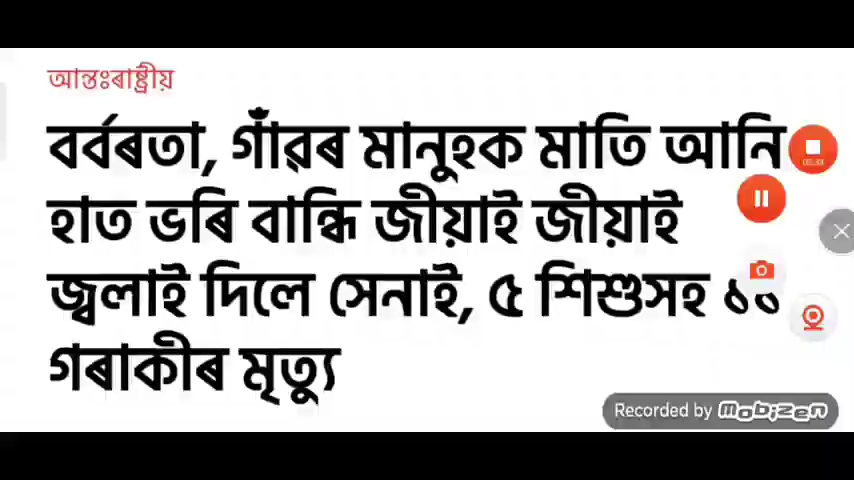 আন্তঃৰাষ্ট্ৰীয়
বৰ্বৰতা, গাঁৱৰ মানুহক মাতি আনি
হাত ভৰি বান্ধি জীয়াই জীয়াই
জ্বলাই দিলে সেনাই, ৫ শিশুসহ
গৰাকীৰ মৃত্যু
Recorded by mobizen